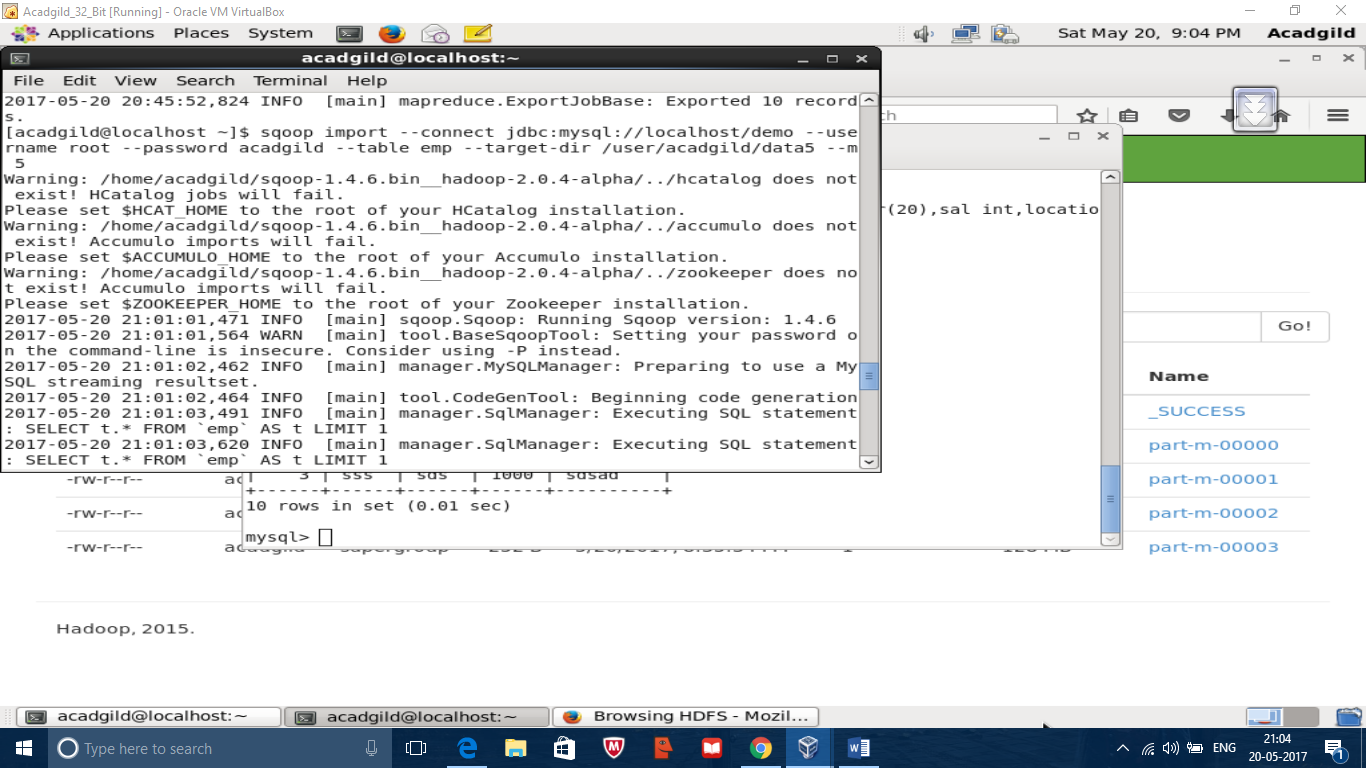 Acadgild_32_Bit [Running] - Oracle VM VirtualBox
Applications Places System
Sat May 20, 9:04 PM Acadgild
acadgild@localhost:~
File Edit View Search Terminal Help
2017-05-20 20:45:52,824 INFO [main] mapreduce.ExportJobBase: Exported 10 record
s.
[acadgild@localhost ~]$ sqoop import --connect jdbc:mysql://localhost/demo --use
rname root --password acadgild --table emp --target-dir /user/acadgild/data5 --m
5
Warning: /home/acadgild/sqoop-1.4.6.bin__hadoop-2.0.4-alpha/../hcatalog does not
exist! HCatalog jobs will fail.
Please set $HCAT_HOME to the root of your HCatalog installation.
Warning: /home/acadgild/sqoop-1.4.6.bin__hadoop-2.0.4-alpha/../accumulo does not
exist! Accumulo imports will fail.
Please set $ACCUMULO_HOME to the root of your Accumulo installation.
Warning: /home/acadgild/sqoop-1.4.6.bin__hadoop-2.0.4-alpha/../zookeeper does no
t exist! Accumulo imports will fail.
Please set $ZOOKEEPER_HOME to the root of your Zookeeper installation.
2017-05-20 21:01:01,471 INFO [main] sqoop.Sqoop: Running Sqoop version: 1.4.6
2017-05-20 21:01:01,564 WARN [main] tool.BaseSqoopTool: Setting your password o
n the command-line is insecure. Consider using -P instead.
2017-05-20 21:01:02,462 INFO [main] manager.MySQLManager: Preparing to use a My
SQL streaming resultset.
2017-05-20 21:01:02,464 INFO [main] tool.CodeGenTool: Beginning code generation
2017-05-20 21:01:03,491 INFO [main] manager.SqlManager: Executing SQL statement
: SELECT t.* FROM `emp` AS t LIMIT 1
2017-05-20 21:01:03,620 INFO [main] manager.SqlManager: Executing SQL statement
: SELECT t.* FROM `emp` AS t LIMIT 1
ch
r(20),sal int,locatio
Go!
Name
_SUCCESS
part-m-00000
part-m-00001
part-m-00002
part-m-00003
| 3 | sss | sds | 1000 | sdsad |
+------+------+------+------+----------+
10 rows in set (0.01 sec)
mysql>
-rw-r--r--
-rw-r--r--
-rw-r--r--
Hadoop, 2015.
acadgild@localhost:~
acadgild@localhost:~
Browsing HDFS - Mozil...
Type here to search
ENG
21:04
20-05-2017
1